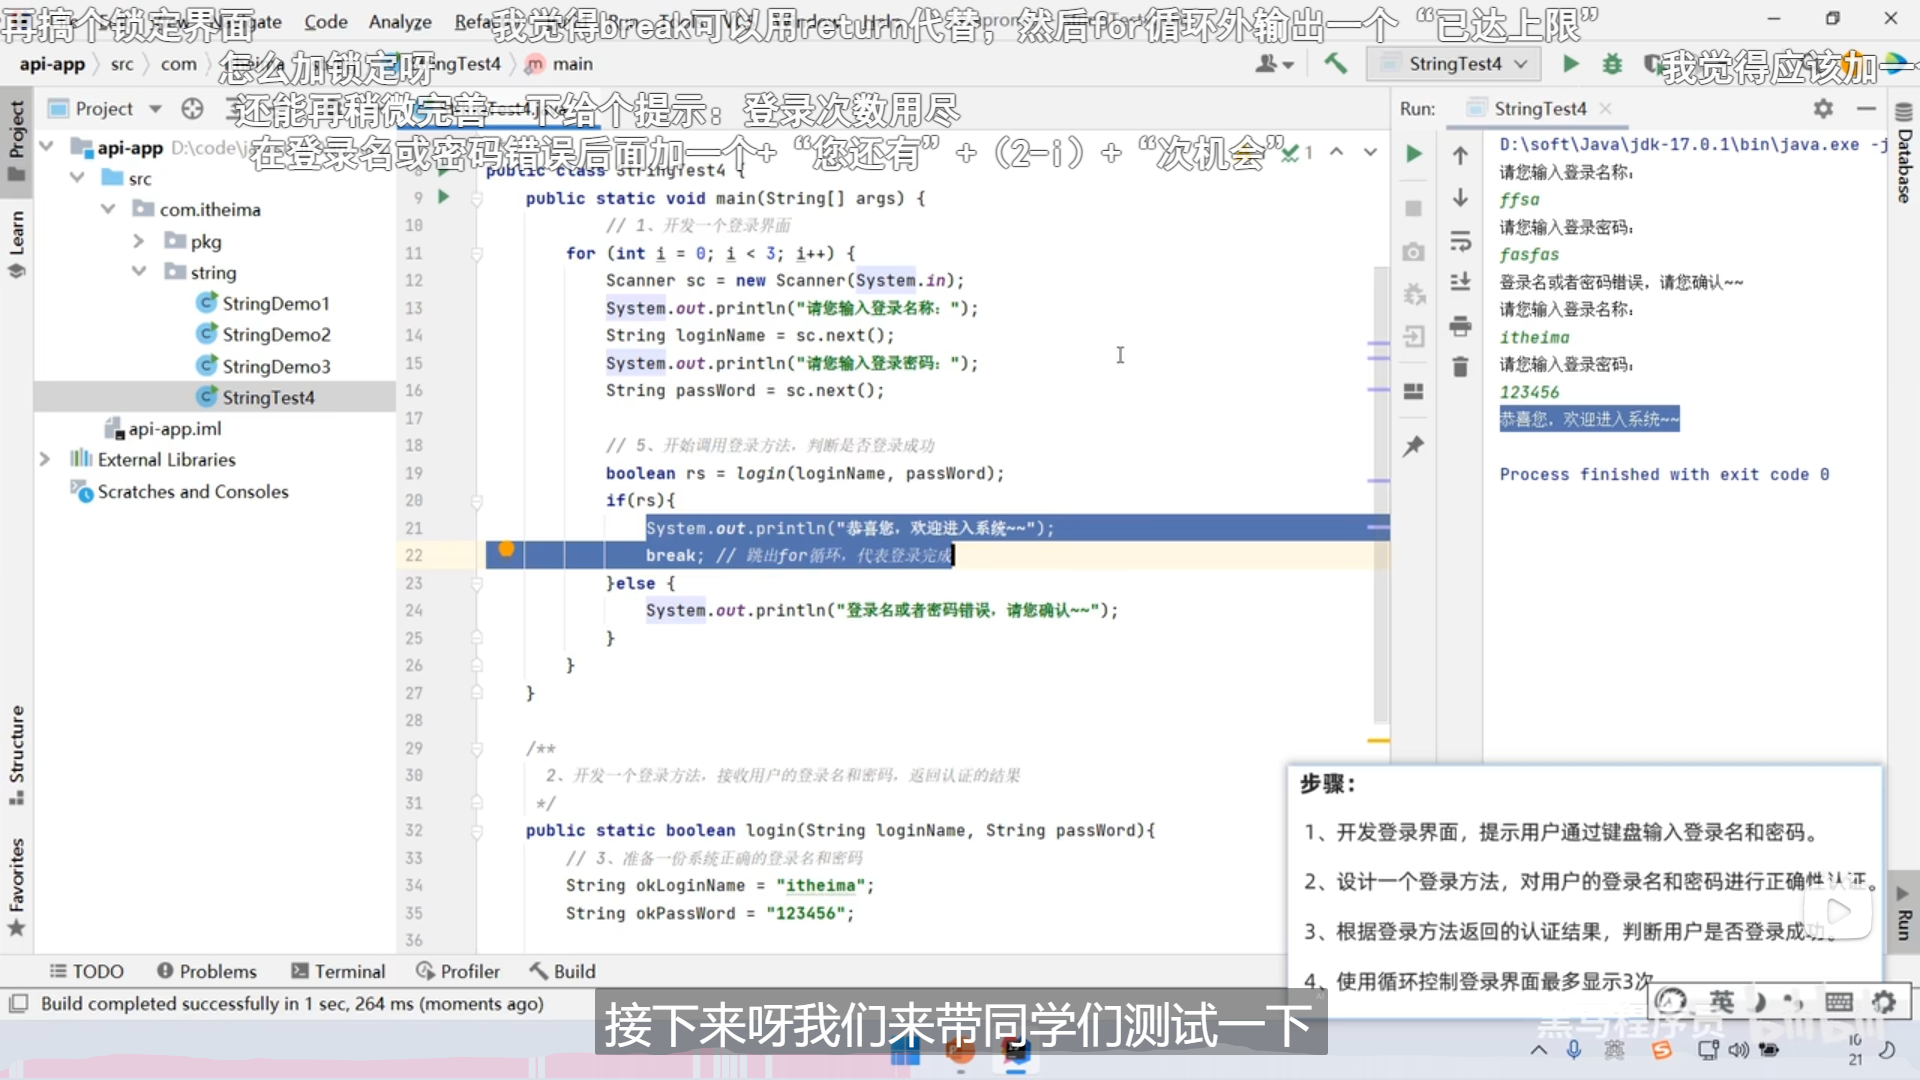 再搞个锁定界面
我觉得break可以用return代替，然后for循环外输出一个“已达上限”
Code Analyze
api-app src com main
怎么加锁定呀
StringTest4
我觉得应该加一个
Project
还能再稍微完善一下给个提示：登录次数用尽
Run: StringTest4
在登录名或密码错误后面加一个+“您还有”+（2-i）+“次机会”
1
api-app
src
com.itheima
pkg
string
StringDemo1
StringDemo2
StringDemo3
StringTest4
api-app.iml
External Libraries
Scratches and Consoles
Project
Learn
Structure
Favorites
8 public class StringTest4 {
9 public static void main(String[] args) {
10 // 1、开发一个登录界面
11 for (int i = 0; i < 3; i++) {
12 Scanner sc = new Scanner(System.in);
13 System.out.println("请您输入登录名称：");
14 String loginName = sc.next();
15 System.out.println("请您输入登录密码：");
16 String passWord = sc.next();
17
18 // 5、开始调用登录方法，判断是否登录成功
19 boolean rs = login(loginName, passWord);
20 if(rs){
21 System.out.println("恭喜您，欢迎进入系统~~");
22 break; // 跳出for循环，代表登录完成
23 }else {
24 System.out.println("登录名或者密码错误，请您确认~~");
25 }
26 }
27 }
28
29 /**
30 2、开发一个登录方法，接收用户的登录名和密码，返回认证的结果
31 */
32 public static boolean login(String loginName, String passWord){
33 // 3、准备一份系统正确的登录名和密码
34 String okLoginName = "itheima";
35 String okPassWord = "123456";
36
D:\soft\Java\jdk-17.0.1\bin\java.exe -j
请您输入登录名称：
ffsa
请您输入登录密码：
fasfas
登录名或者密码错误，请您确认~~
请您输入登录名称：
itheima
请您输入登录密码：
123456
恭喜您，欢迎进入系统~~
Process finished with exit code 0
Database
Run
步骤：
1、开发登录界面，提示用户通过键盘输入登录名和密码。
2、设计一个登录方法，对用户的登录名和密码进行正确性认证。
3、根据登录方法返回的认证结果，判断用户是否登录成功。
4、使用循环控制登录界面最多显示3次
TODO Problems Terminal Profiler Build
Build completed successfully in 1 sec, 264 ms (moments ago)
接下来呀我们来带同学们测试一下
英
黑马程序员 bilibili
英
10
21